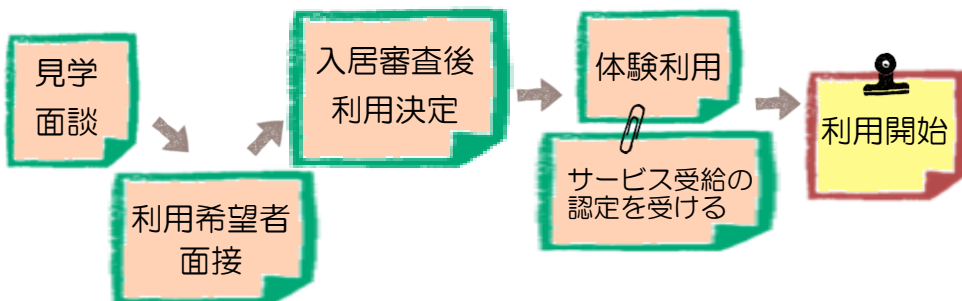 見学
面談
利用希望者
面接
入居審査後
利用決定
体験利用
サービス受給の
認定を受ける
利用開始